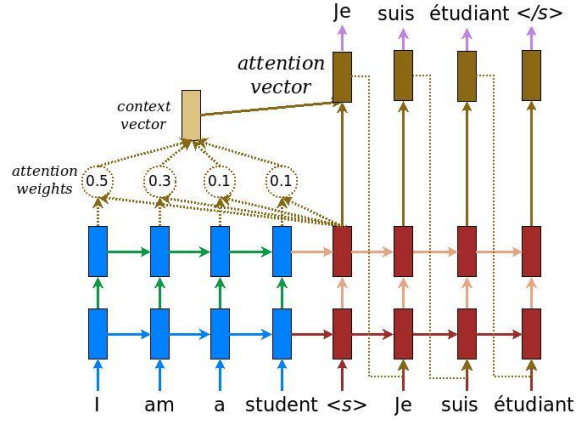 Je suis étudiant </s>
attention
vector
context
vector
attention
weights
0.5 0.3 0.1 0.1
I am a student <s> Je suis étudiant